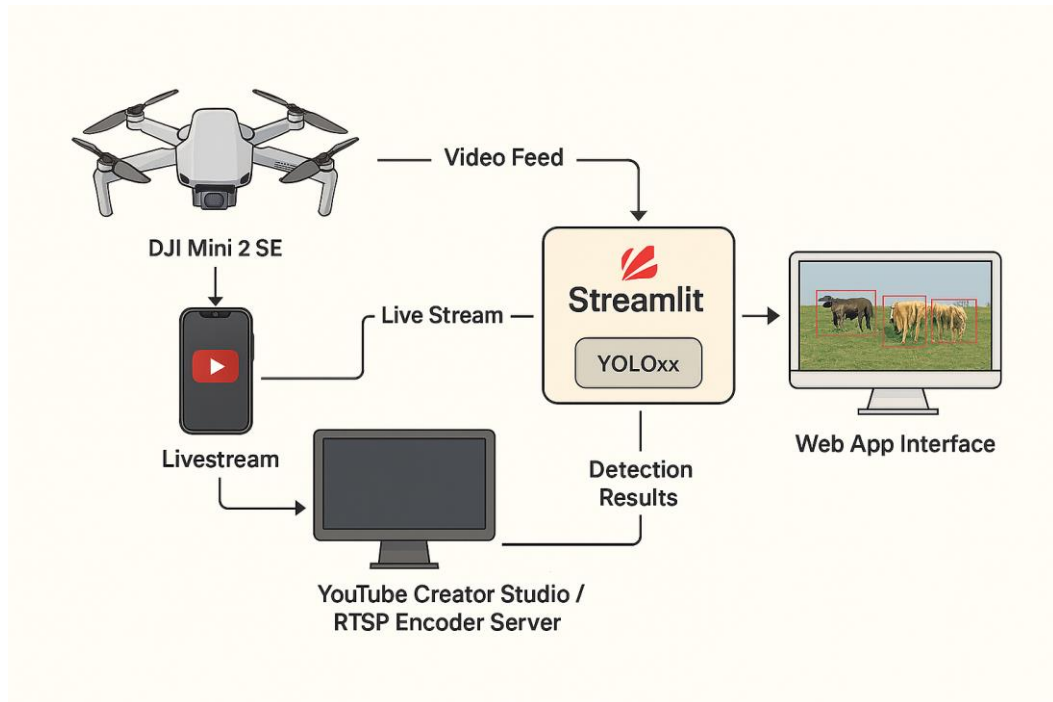 Video Feed
DJI Mini 2 SE
Streamlit
YOLOxx
Live Stream
Livestream
Web App Interface
Detection
Results
YouTube Creator Studio /
RTSP Encoder Server